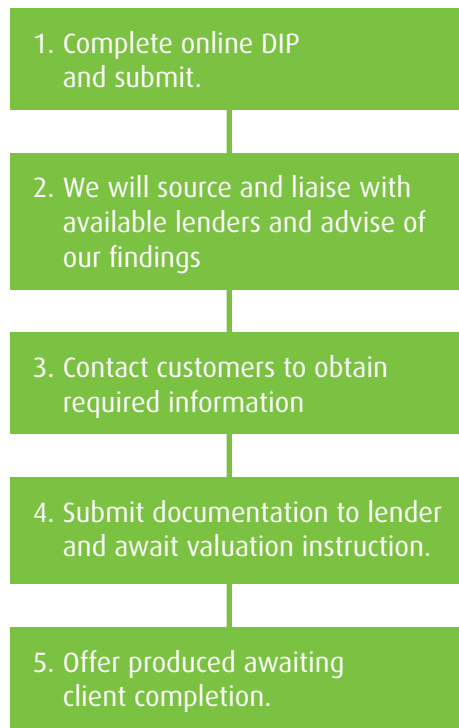 1. Complete online DIP
and submit.
2. We will source and liaise with
available lenders and advise of
our findings
3. Contact customers to obtain
required information
4. Submit documentation to lender
and await valuation instruction.
5. Offer produced awaiting
client completion.